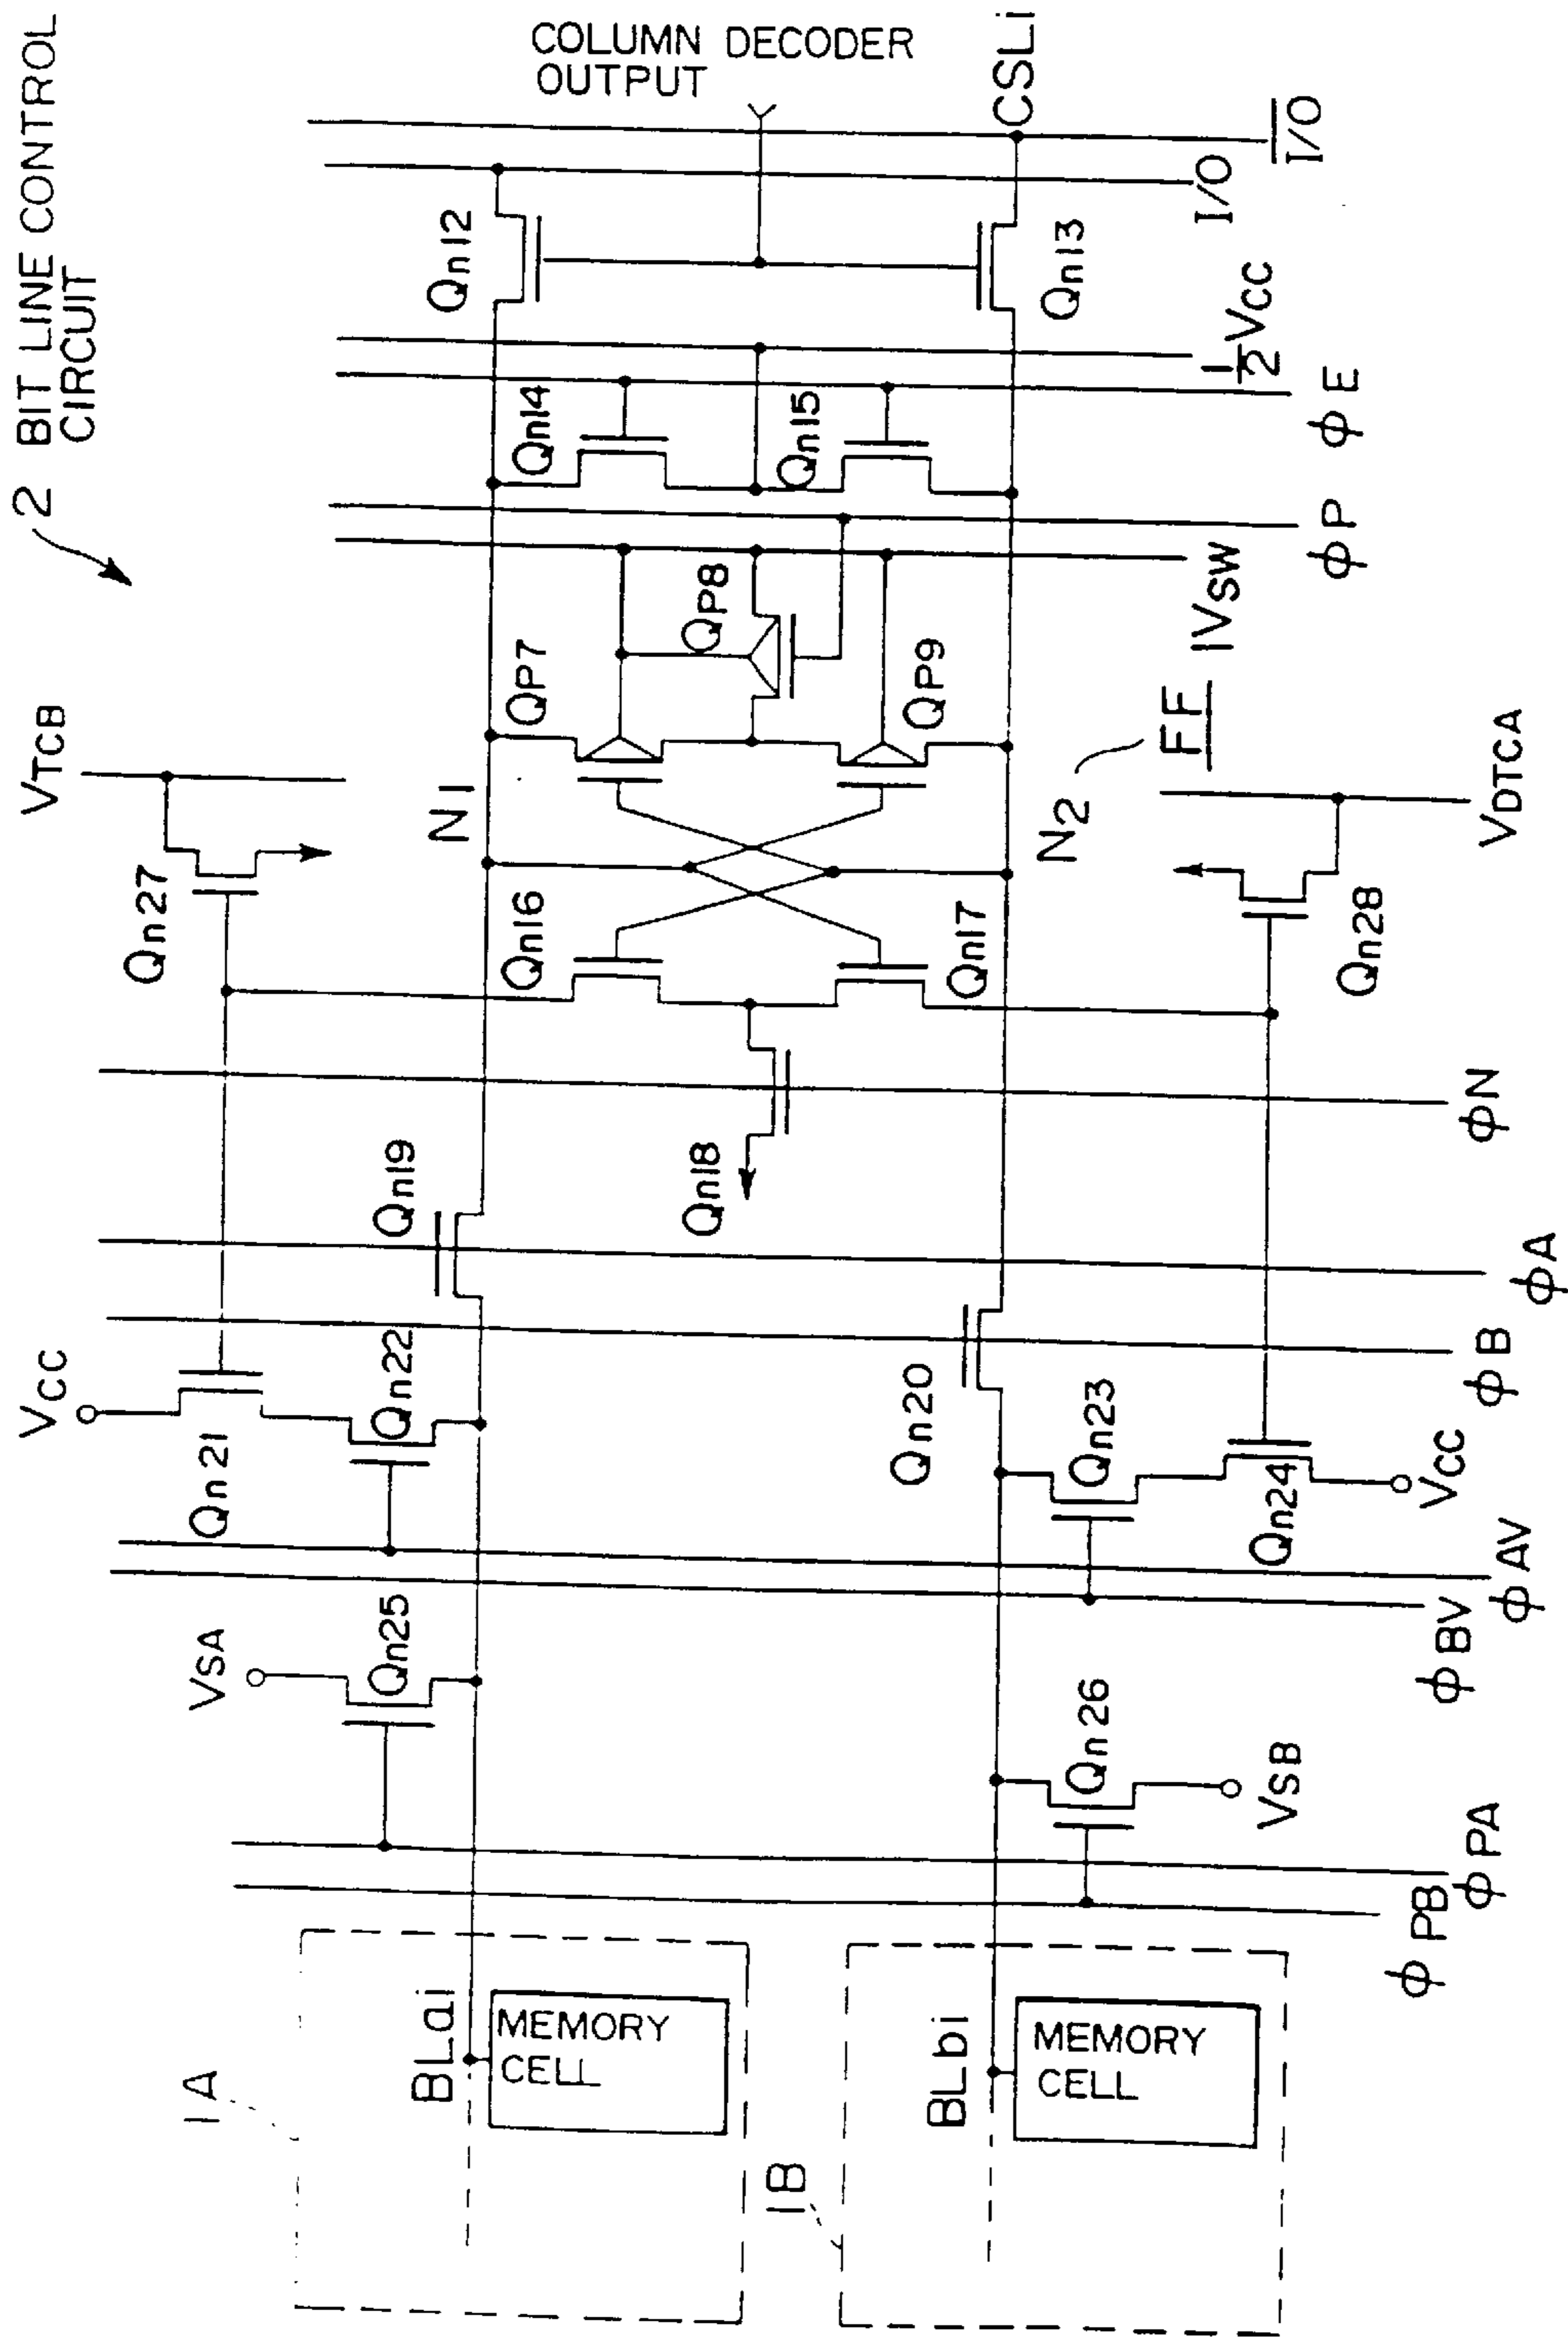 2 BIT LINE CONTROL
CIRCUIT
COLUMN DECODER
OUTPUT
CSLi
I/O
I/O
Qn12
Qn13
1/2 VCC
φE
Qn14
Qn15
φP
IVSW
QP7
QP8
QP9
VTCB
N1
N2
FF
VDTCA
Qn27
Qn16
Qn17
Qn28
φN
Qn18
Qn19
φA
φB
VCC
Qn21
Qn22
Qn20
Qn23
Qn24
VCC
φAV
φBV
VSA
Qn25
Qn26
VSB
φPA
φPB
1A
BLai
MEMORY
CELL
1B
BLbi
MEMORY
CELL